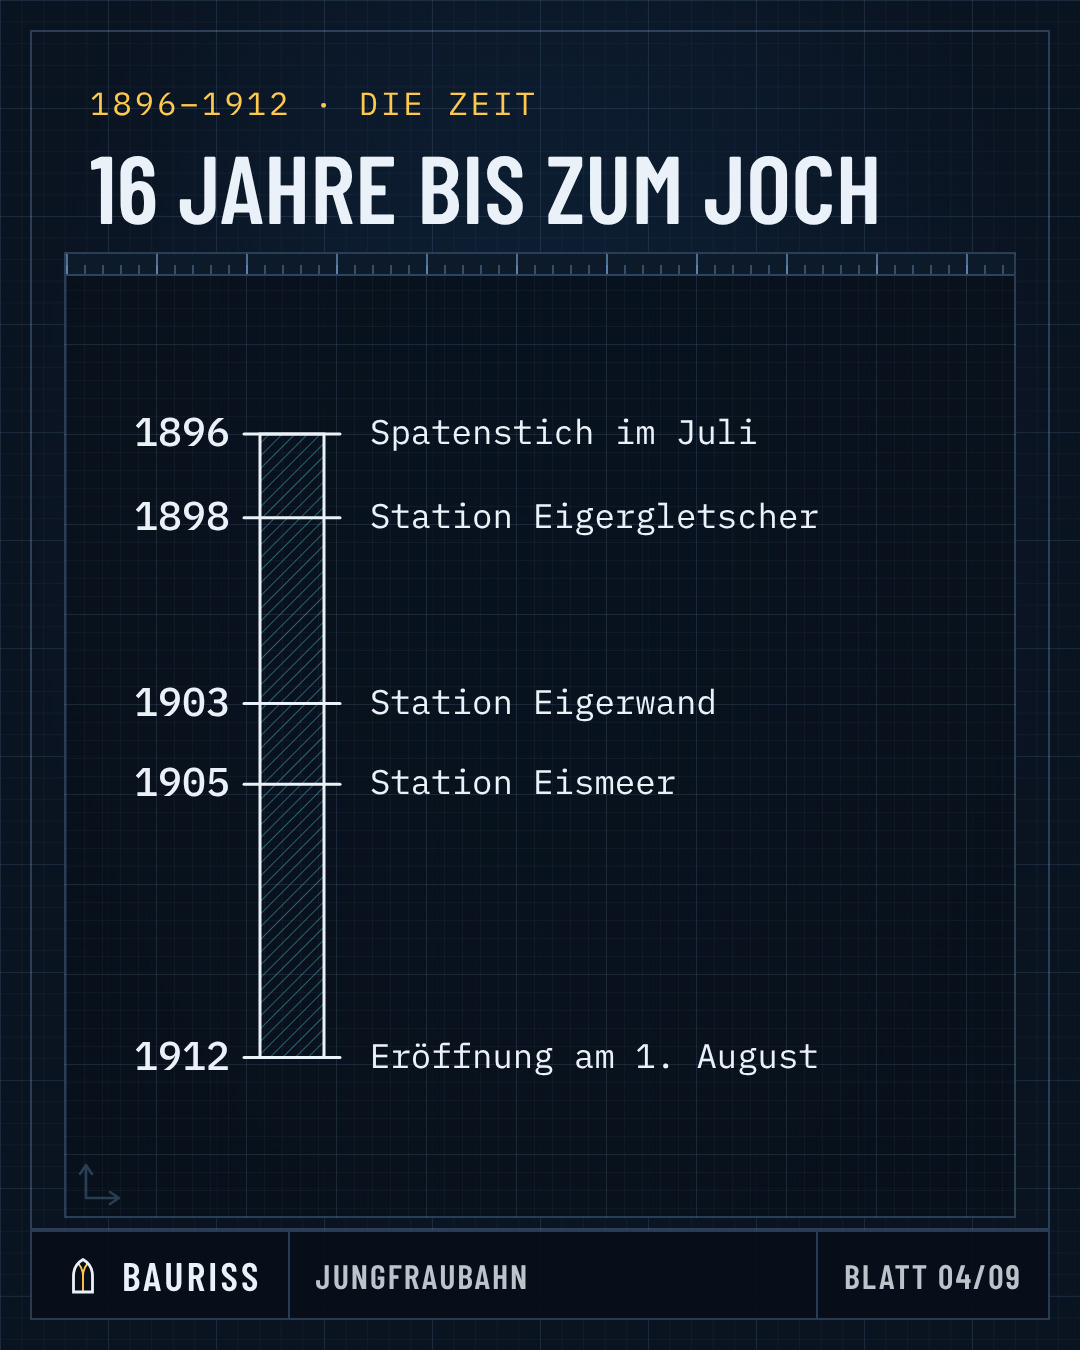 1896–1912 · DIE ZEIT
16 JAHRE BIS ZUM JOCH
1896 Spatenstich im Juli
1898 Station Eigergletscher
1903 Station Eigerwand
1905 Station Eismeer
1912 Eröffnung am 1. August
BAURISS JUNGFRAUBAHN BLATT 04/09